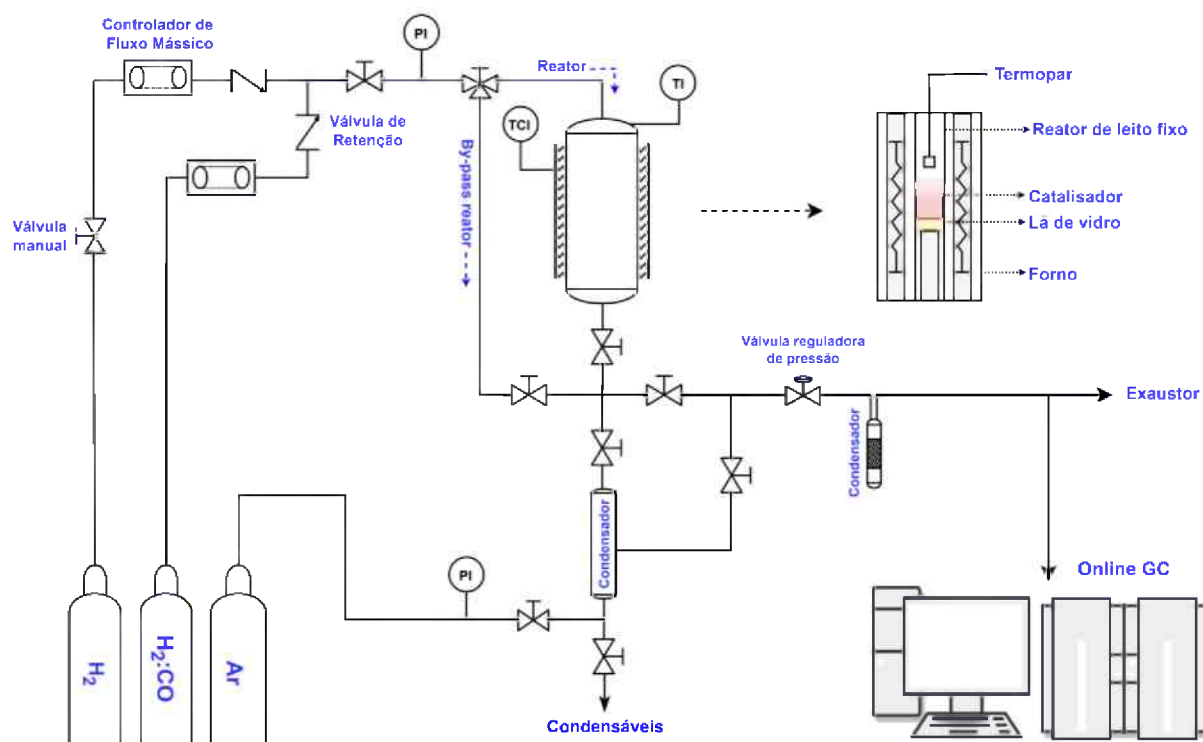 Controlador de
Fluxo Mássico
PI
Reator
TI
TCI
Válvula de
Retenção
By-pass reator
Válvula
manual
Termopar
Reator de leito fixo
Catalisador
Lá de vidro
Forno
Válvula reguladora
de pressão
Exaustor
Condensador
Condensador
PI
Online GC
H2
H2:CO
Ar
Condensáveis